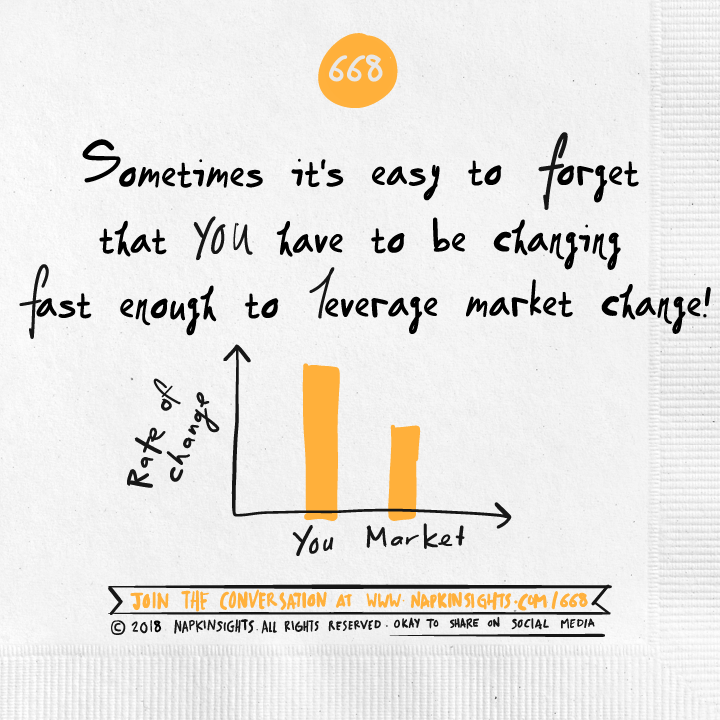 668
Sometimes it's easy to forget
that YOU have to be changing
fast enough to leverage market change!
Rate of
change
You Market
JOIN THE CONVERSATION AT WWW.NAPKINSIGHTS.COM/668
© 2018 NAPKINSIGHTS. ALL RIGHTS RESERVED. OKAY TO SHARE ON SOCIAL MEDIA